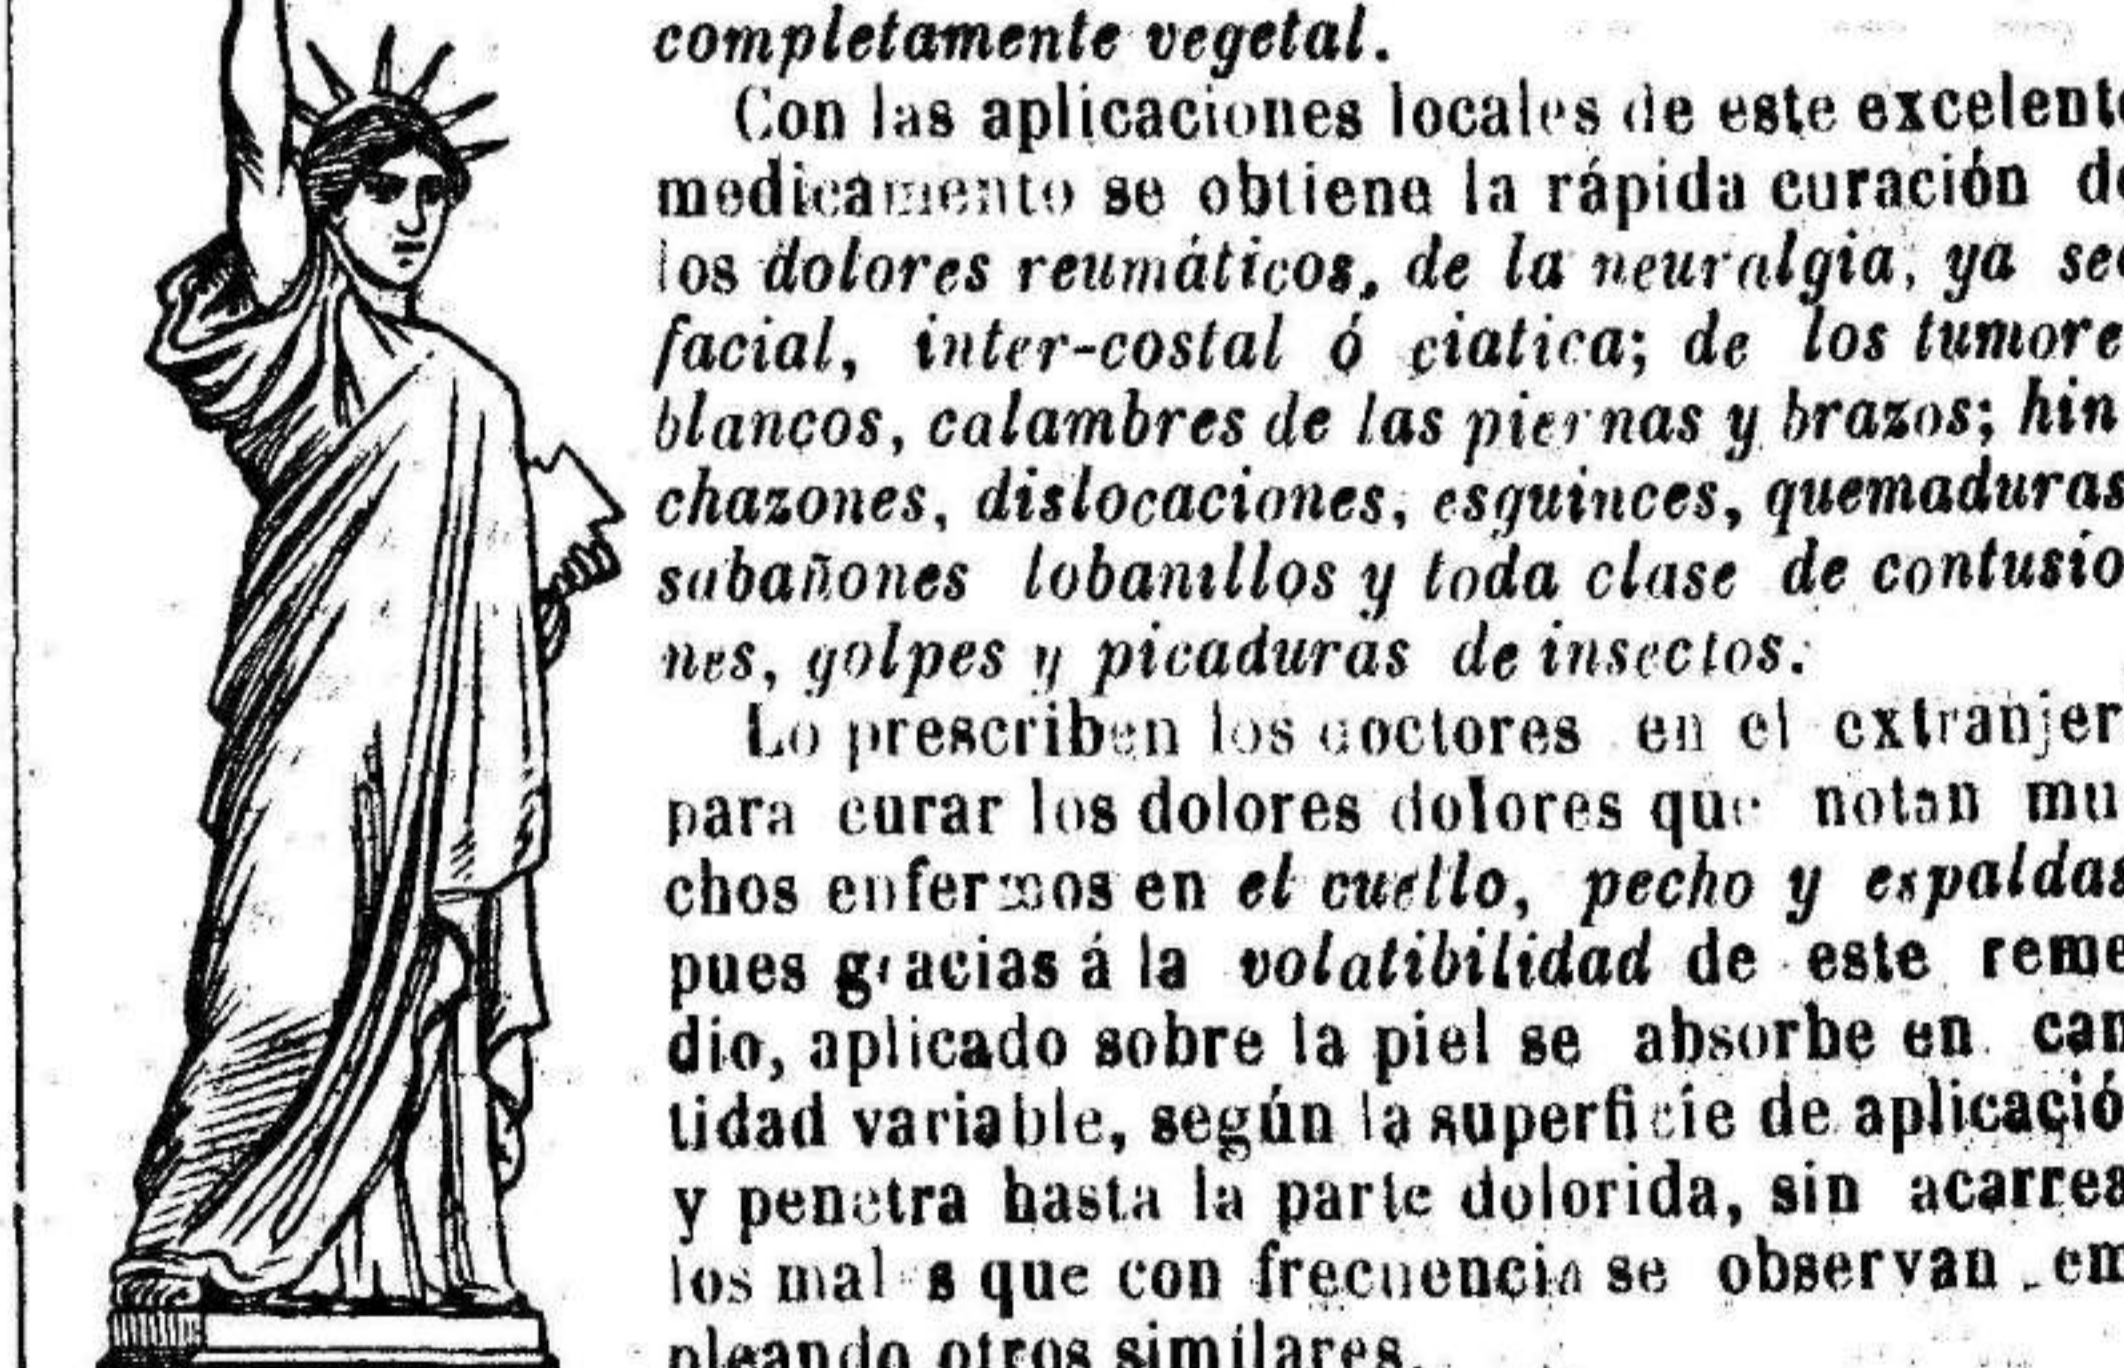 completamente vegetal.
Con las aplicaciones locales de este excelente
medicamento se obtiene la rápida curación de
los dolores reumáticos, de la neuralgia, ya sea
facial, inter-costal ó ciatica; de los tumore
blancos, calambres de las piernas y brazos; hin
chazones, dislocaciones, esguinces, quemaduras
sabañones lobanillos y toda clase de contusio
nes, golpes y picaduras de insectos.
Lo prescriben los doctores en el extranjer
para curar los dolores dolores que notan mu
chos enfermos en el cuello, pecho y espaldas
pues gracias á la volatibilidad de este reme
dio, aplicado sobre la piel se absorbe en can
tidad variable, según la superficie de aplicació
y penetra hasta la parte dolorida, sin acarrea
los males que con frecuencia se observan em
pleando otros similares.